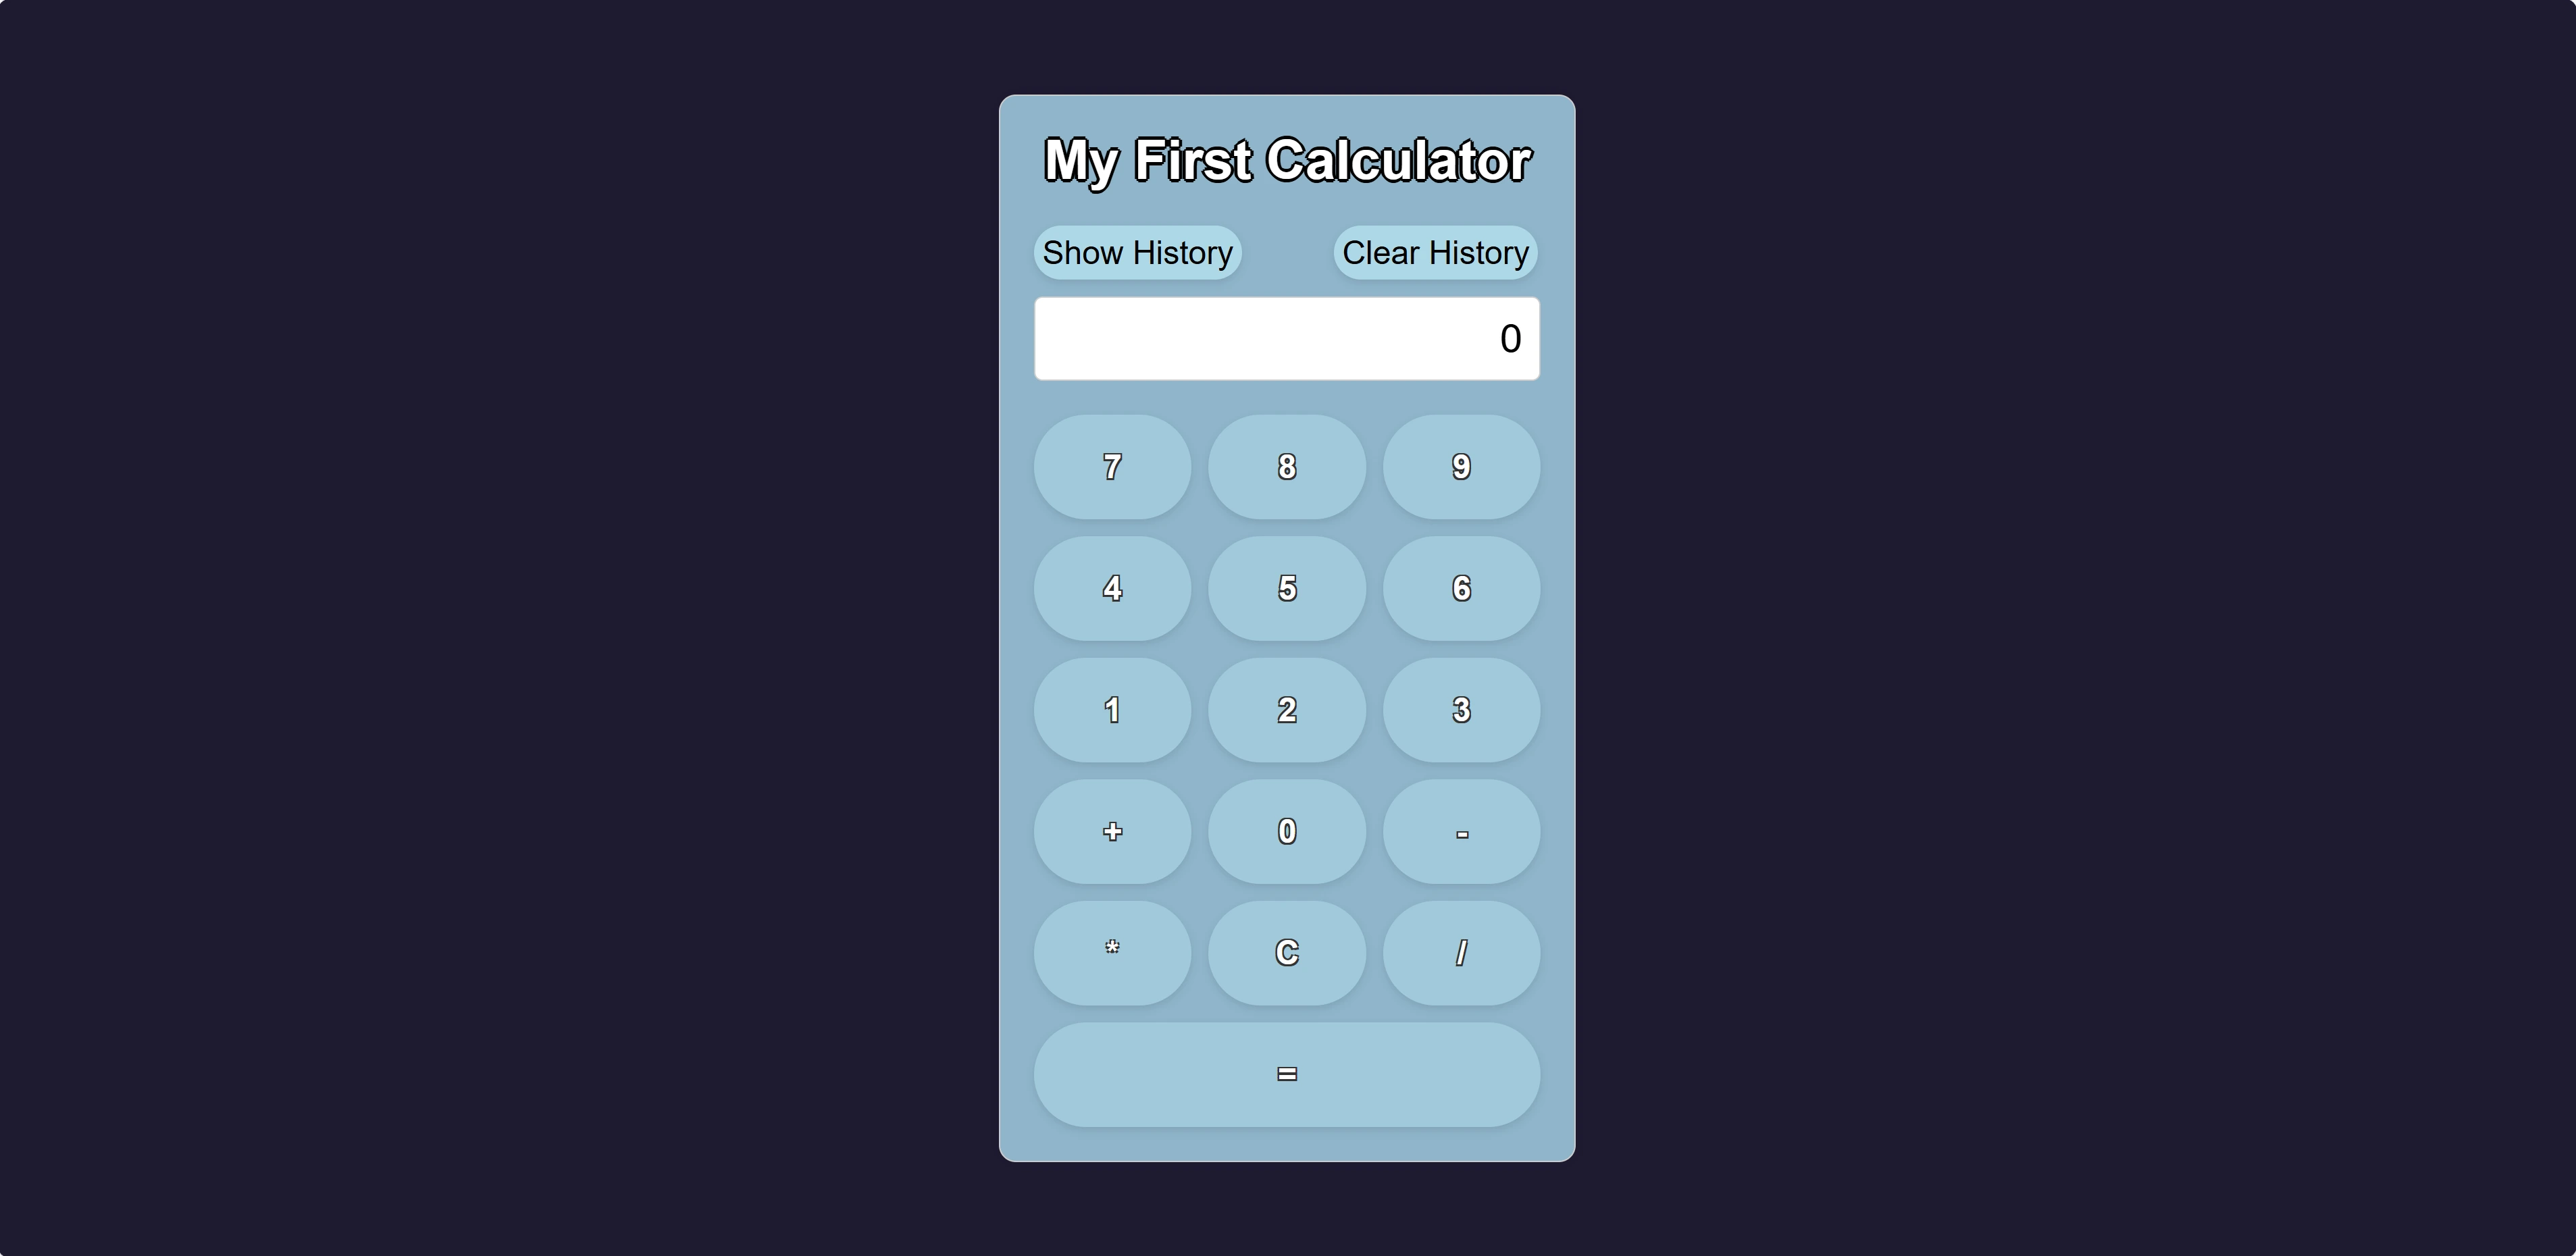 My First Calculator
Show History Clear History
0
7 8 9
4 5 6
1 2 3
+ 0 -
* C /
=